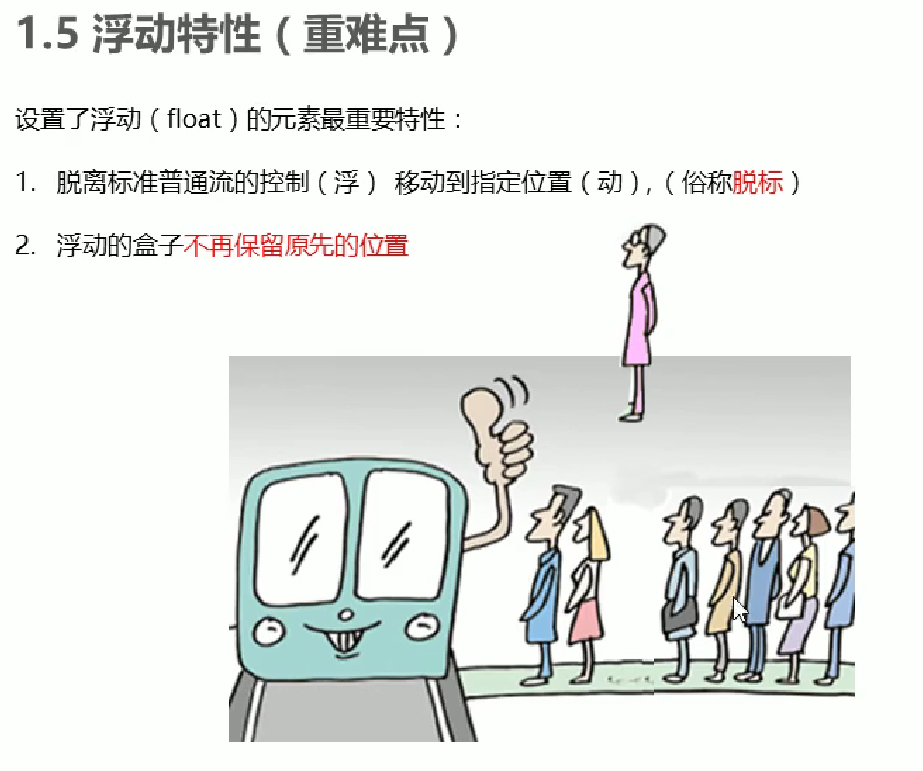 1.5 浮动特性（重难点）
设置了浮动（float）的元素最重要特性：
1. 脱离标准普通流的控制（浮） 移动到指定位置（动），（俗称脱标）
2. 浮动的盒子不再保留原先的位置